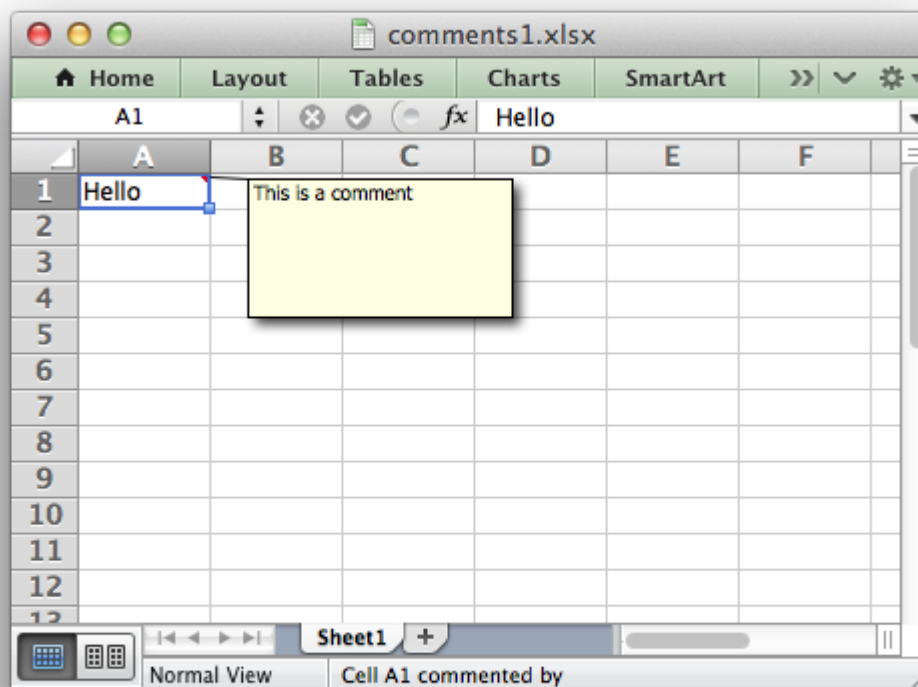 comments1.xlsx
Home Layout Tables Charts SmartArt
A1 fx Hello
A B C D E F
1 Hello This is a comment
2
3
4
5
6
7
8
9
10
11
12
13
Sheet1 +
Normal View Cell A1 commented by